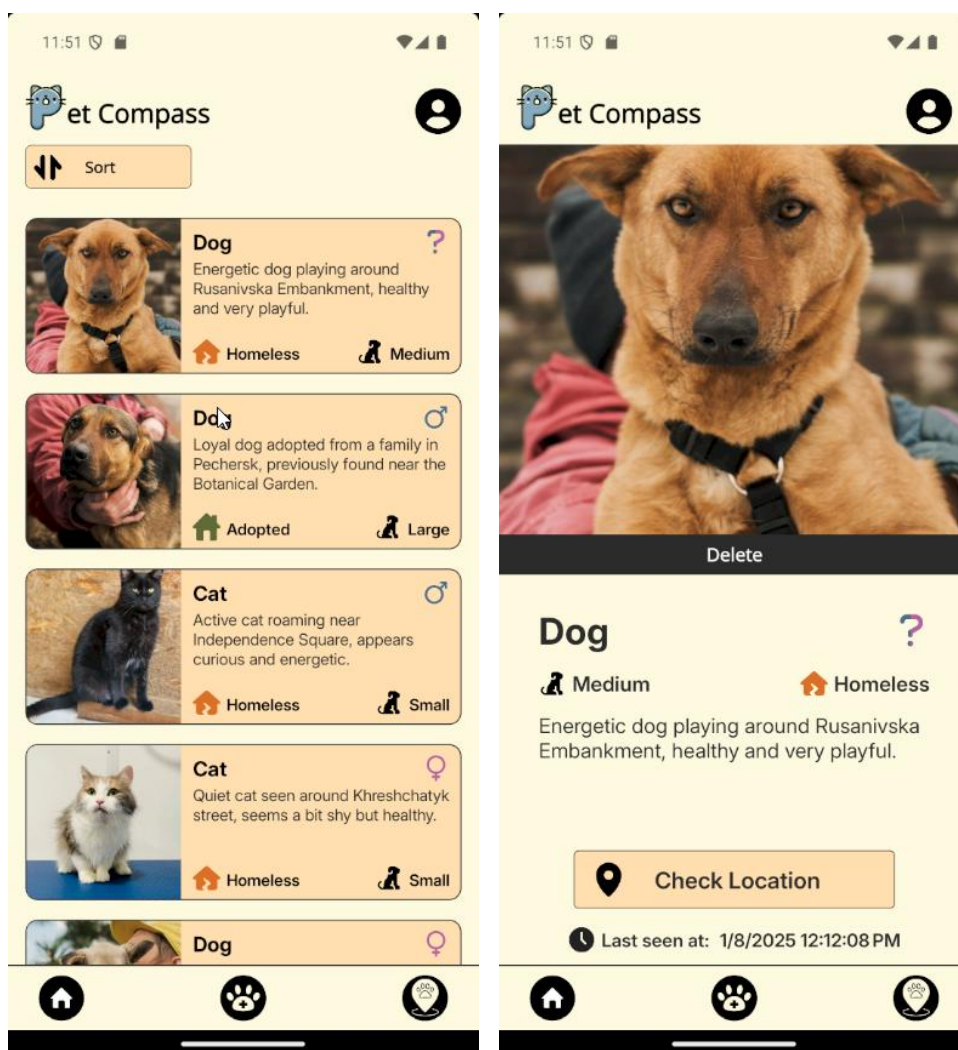 11:51
Pet Compass
Sort
Dog
Energetic dog playing around
Rusanivska Embankment, healthy
and very playful.
Homeless
Medium
Dog
Loyal dog adopted from a family in
Pechersk, previously found near the
Botanical Garden.
Adopted
Large
Cat
Active cat roaming near
Independence Square, appears
curious and energetic.
Homeless
Small
Cat
Quiet cat seen around Khreshchatyk
street, seems a bit shy but healthy.
Homeless
Small
Dog
11:51
Pet Compass
Delete
Dog
?
Medium
Homeless
Energetic dog playing around Rusanivska
Embankment, healthy and very playful.
Check Location
Last seen at: 1/8/2025 12:12:08 PM